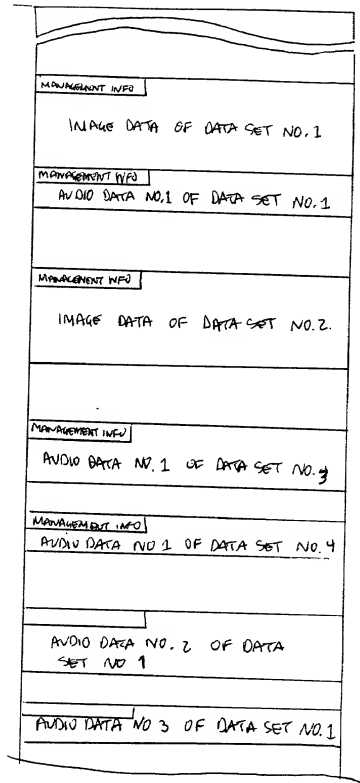 MANAGEMENT INFO
IMAGE DATA OF DATA SET NO. 1
MANAGEMENT INFO
AUDIO DATA NO.1 OF DATA SET NO. 1
MANAGEMENT INFO
IMAGE DATA OF DATA SET NO.2.
MANAGEMENT INFO
AUDIO DATA NO. 1 OF DATA SET NO. 3
MANAGEMENT INFO
AUDIO DATA NO 1 OF DATA SET NO. 4
AUDIO DATA NO. 2 OF DATA
SET NO 1
AUDIO DATA NO 3 OF DATA SET NO. 1